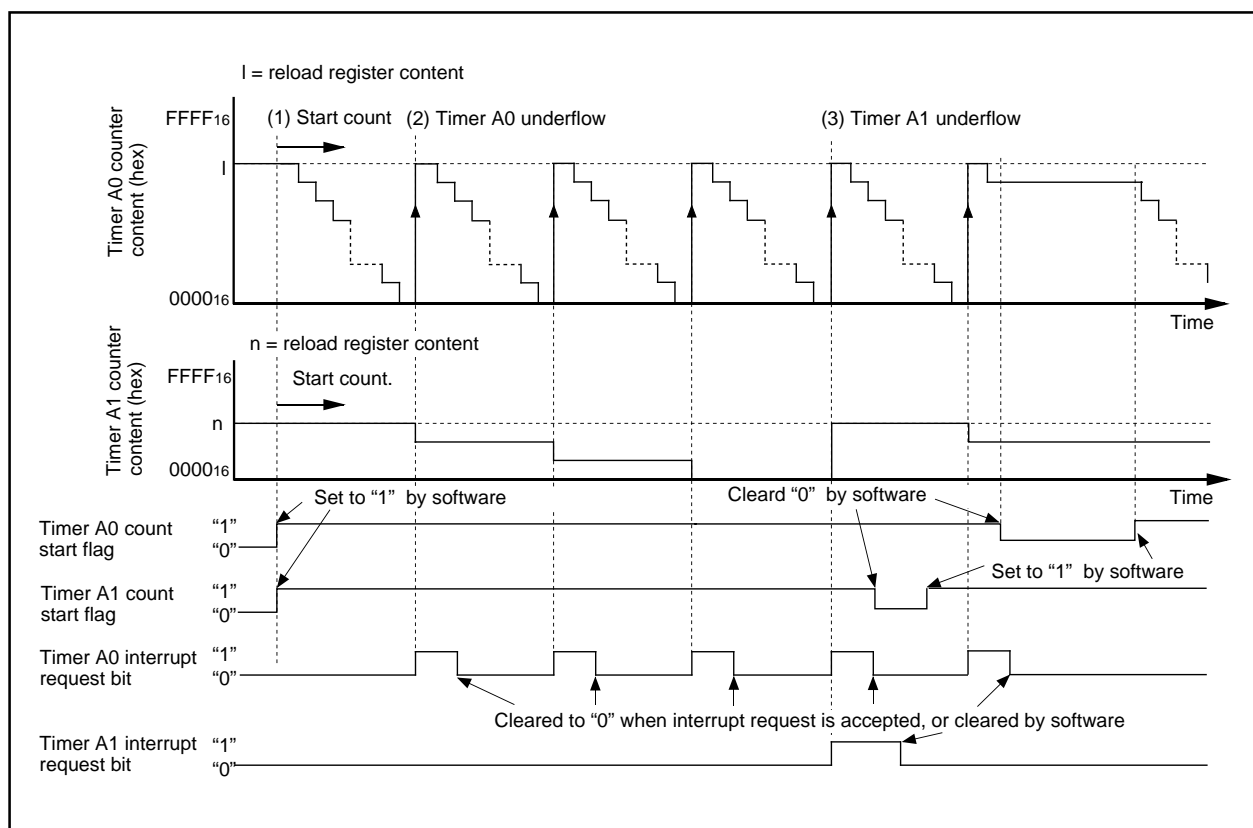 l = reload register content
FFFF16
(1) Start count
(2) Timer A0 underflow
(3) Timer A1 underflow
l
Timer A0 counter
content (hex)
000016
Time
n = reload register content
FFFF16
Start count.
n
Timer A1 counter
content (hex)
000016
Time
Set to “1” by software
Cleard “0” by software
Timer A0 count
start flag
“1”
“0”
Set to “1” by software
Timer A1 count
start flag
“1”
“0”
Timer A0 interrupt
request bit
“1”
“0”
Cleared to “0” when interrupt request is accepted, or cleared by software
Timer A1 interrupt
request bit
“1”
“0”